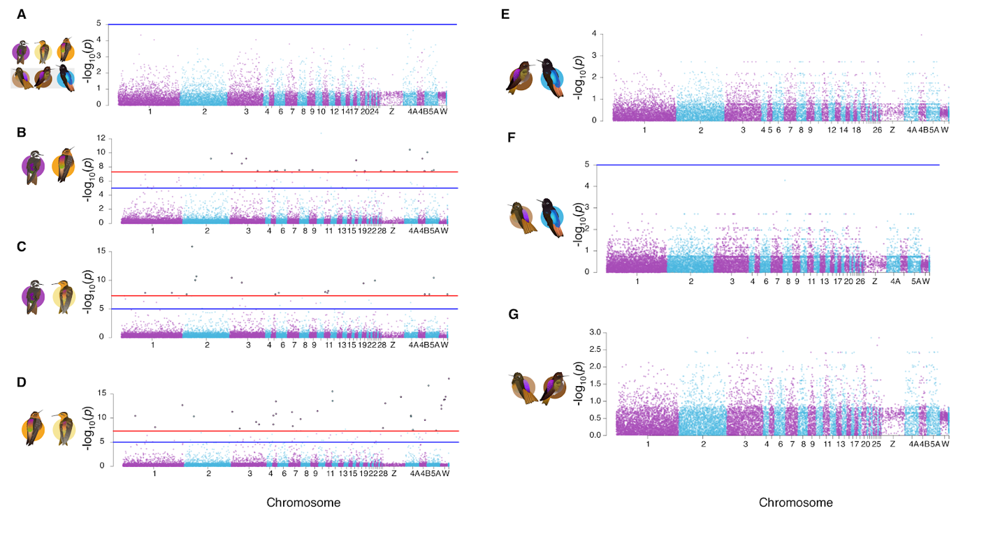 A
5
4
3
2
1
0
-log10(p)
1 2 3 4 6 7 8 9 10 12 14 17 20 24 Z 4A 4B 5A W
B
12
10
8
6
4
2
0
-log10(p)
1 2 3 4 6 7 9 11 13 15 19 22 28 Z 4A 4B 5A W
C
15
10
5
0
-log10(p)
1 2 3 4 6 7 8 9 11 13 15 19 22 28 Z 4A 4B 5A W
D
15
10
5
0
-log10(p)
1 2 3 4 6 7 8 9 11 13 15 19 22 28 Z 4A 4B 5A W
Chromosome
E
4
3
2
1
0
-log10(p)
1 2 3 4 5 6 7 8 9 12 14 18 26 Z 4A 4B 5A W
F
5
4
3
2
1
0
-log10(p)
1 2 3 4 6 7 8 9 11 13 17 20 26 Z 4A 5A W
G
3.0
2.5
2.0
1.5
1.0
0.5
0.0
-log10(p)
1 2 3 4 6 7 8 9 11 13 17 20 25 Z 4A 4B 5A W
Chromosome